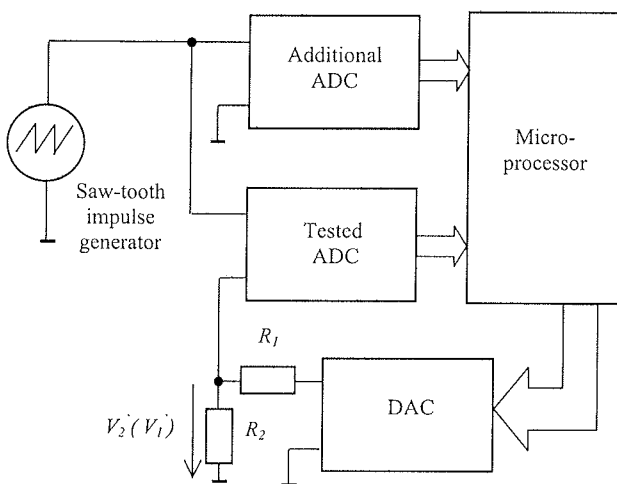 Additional
ADC
Micro-
processor
Saw-tooth
impulse
generator
Tested
ADC
R1
DAC
V2˙(V1˙)
R2